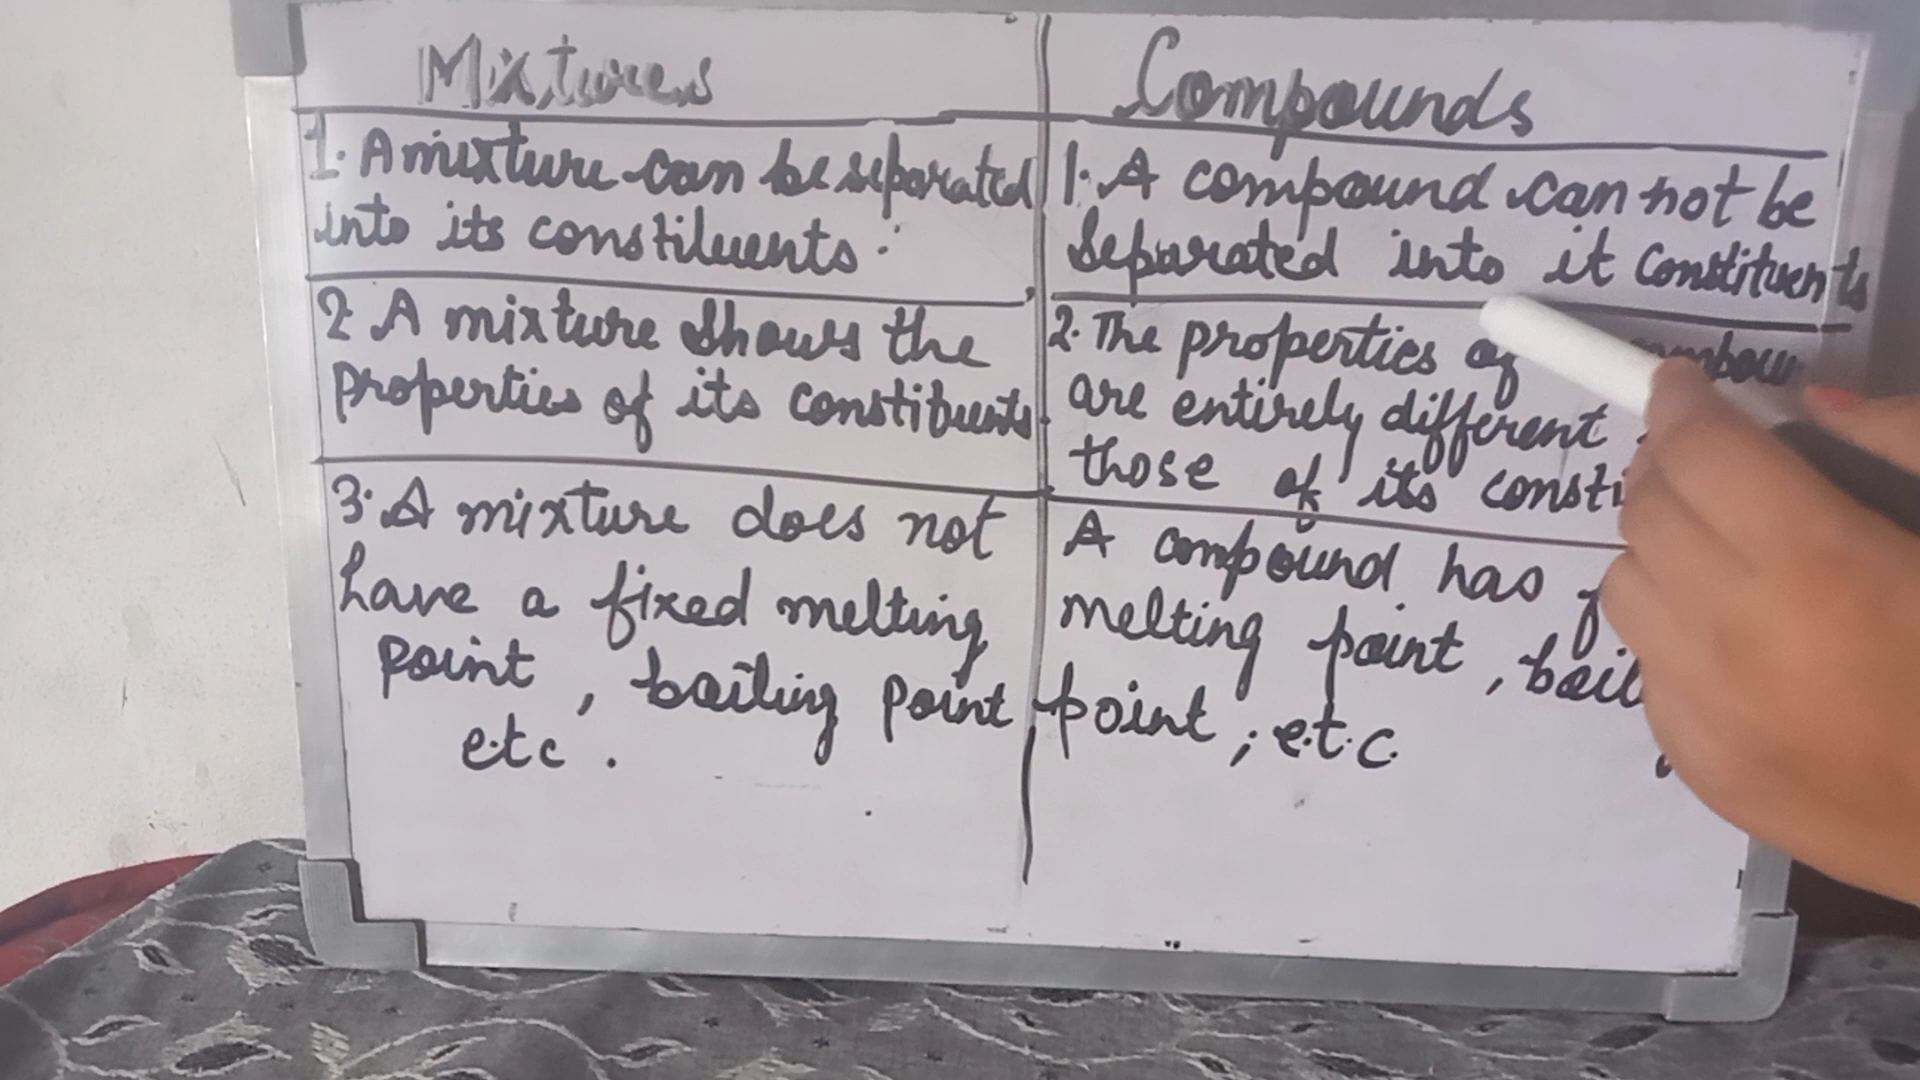 Mixtures
1. A mixture can be separated
into its constiluents.
2 A mixture shows the
properties of its constituents.
3. A mixture does not
have a fixed melting
point, boiling point
etc.
Compounds
1. A compound can not be
Separated into it Constituents
2. The properties of
are entirely different
those of its consti
A compound has
melting point, boil
point, e.t.c.